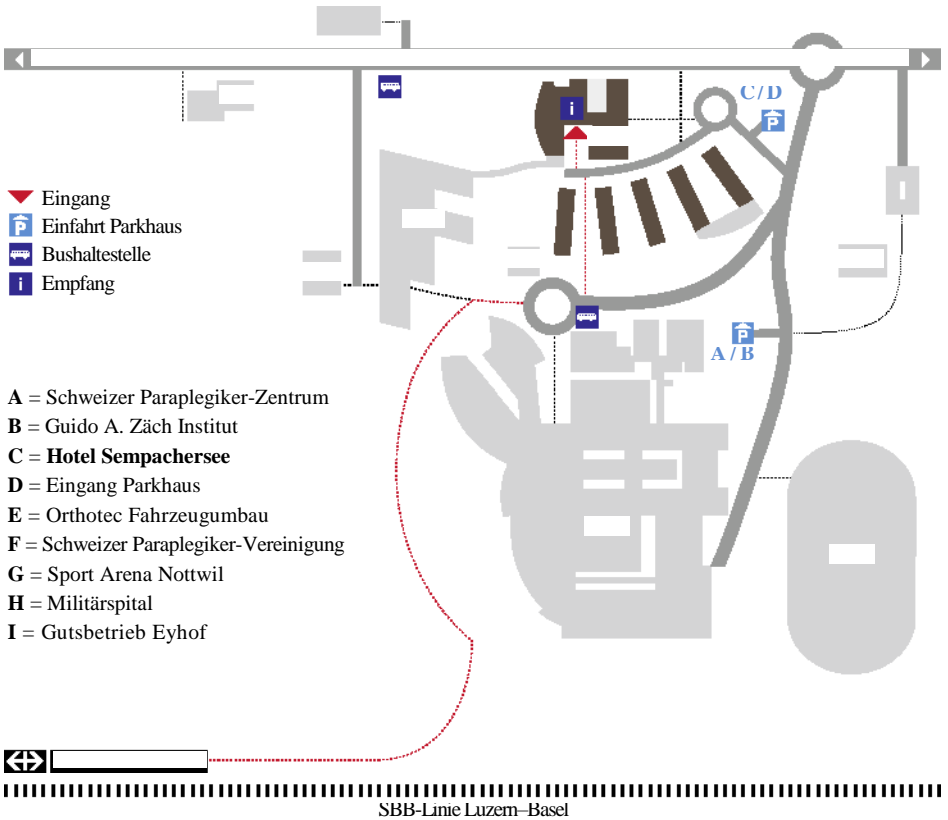 C/D
P
i
Eingang
P Einfahrt Parkhaus
Bushaltestelle
i Empfang
P
A/B
A = Schweizer Paraplegiker-Zentrum
B = Guido A. Zäch Institut
C = Hotel Sempachersee
D = Eingang Parkhaus
E = Orthotec Fahrzeugumbau
F = Schweizer Paraplegiker-Vereinigung
G = Sport Arena Nottwil
H = Militärspital
I = Gutsbetrieb Eyhof
SBB-Linie Luzern–Basel